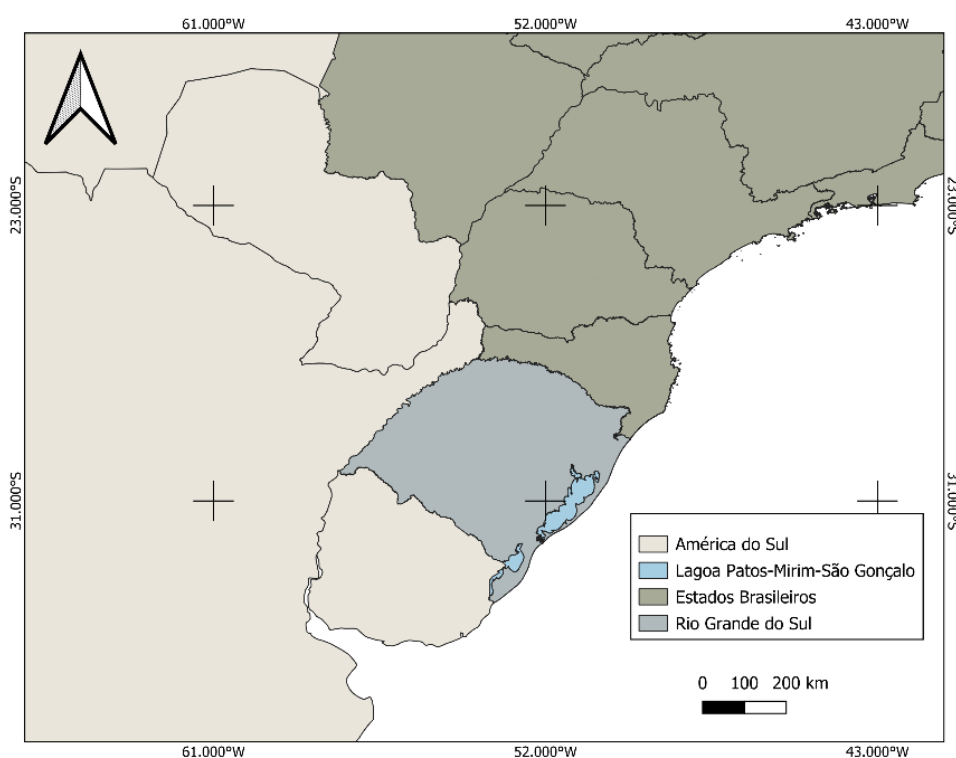 61.000°W 52.000°W 43.000°W
23.000°S 23.000°S
31.000°S 31.000°S
América do Sul
Lagoa Patos-Mirim-São Gonçalo
Estados Brasileiros
Rio Grande do Sul
0 100 200 km
61.000°W 52.000°W 43.000°W